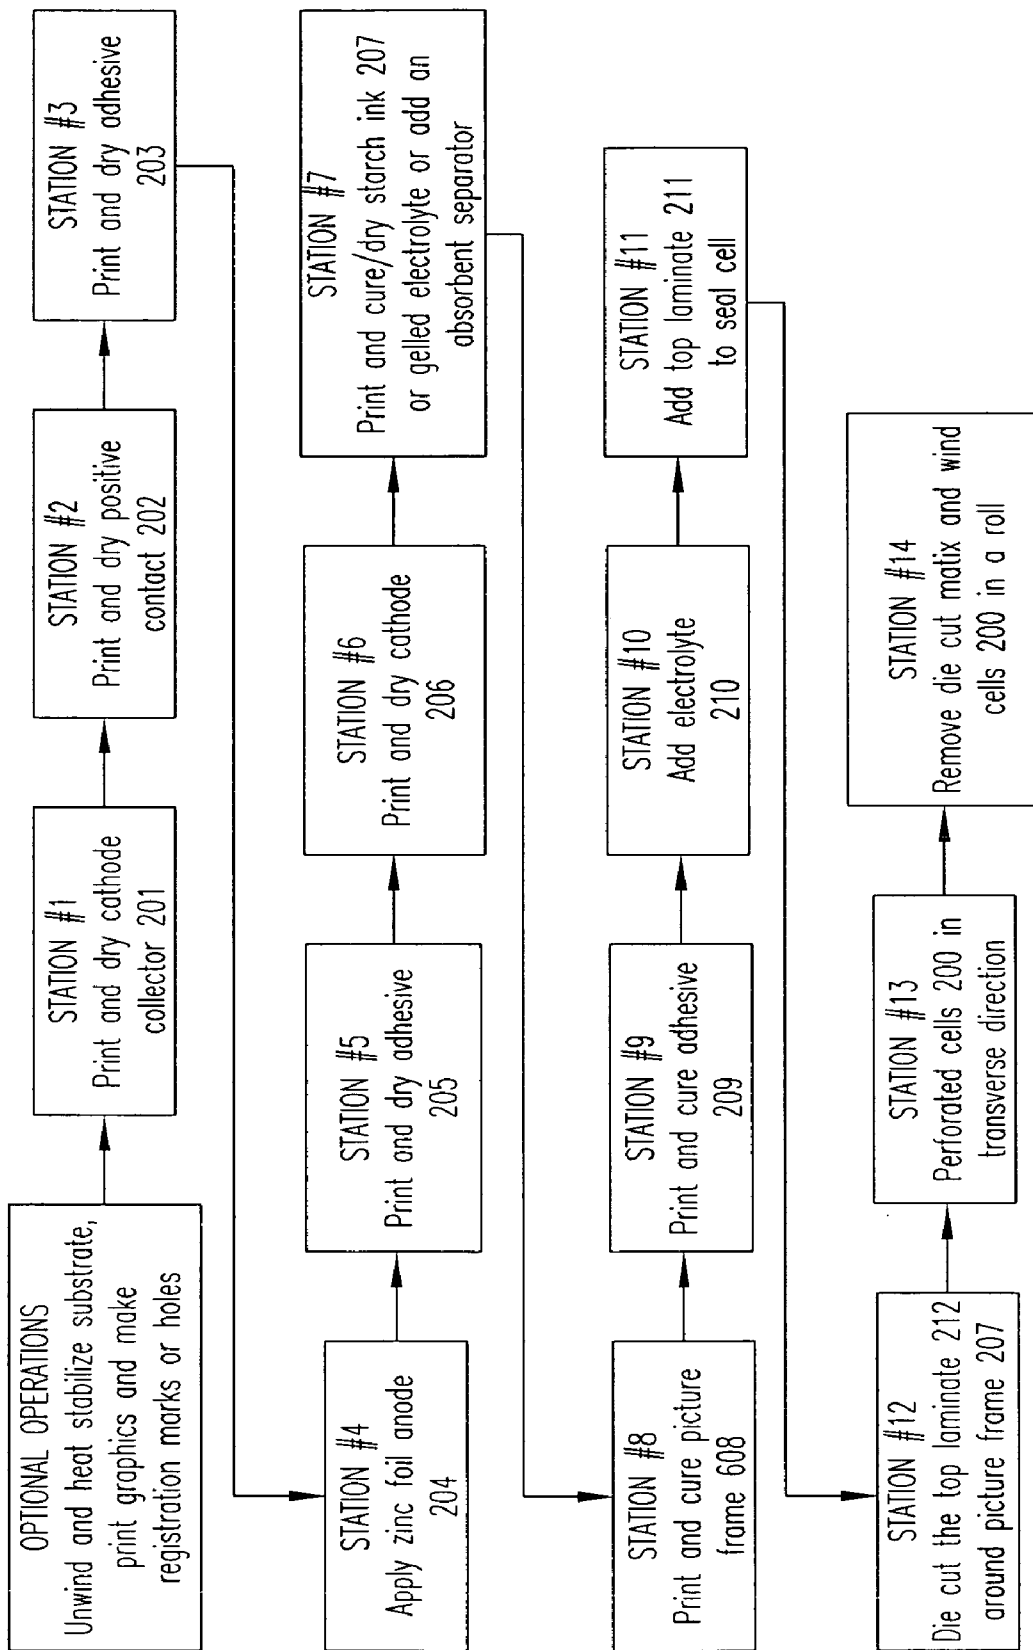 OPTIONAL OPERATIONS
Unwind and heat stabilize substrate,
print graphics and make
registration marks or holes
STATION #1
Print and dry cathode
collector 201
STATION #2
Print and dry positive
contact 202
STATION #3
Print and dry adhesive
203
STATION #4
Apply zinc foil anode
204
STATION #5
Print and dry adhesive
205
STATION #6
Print and dry cathode
206
STATION #7
Print and cure/dry starch ink 207
or gelled electrolyte or add an
absorbent separator
STATION #8
Print and cure picture
frame 608
STATION #9
Print and cure adhesive
209
STATION #10
Add electrolyte
210
STATION #11
Add top laminate 211
to seal cell
STATION #12
Die cut the top laminate 212
around picture frame 207
STATION #13
Perforated cells 200 in
transverse direction
STATION #14
Remove die cut matix and wind
cells 200 in a roll